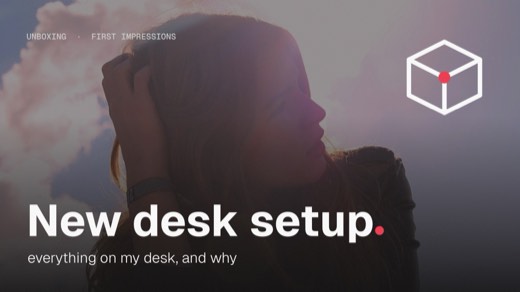 UNBOXING · FIRST IMPRESSIONS
New desk setup.
everything on my desk, and why